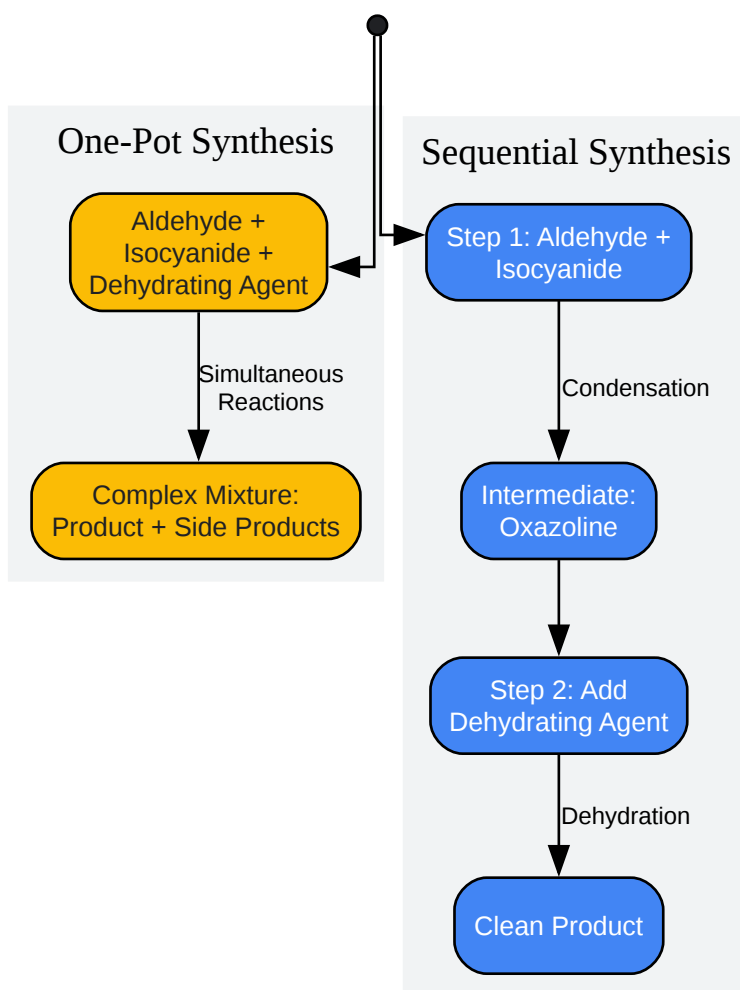 One-Pot Synthesis
Aldehyde +
Isocyanide +
Dehydrating Agent
Simultaneous
Reactions
Complex Mixture:
Product + Side Products
Sequential Synthesis
Step 1: Aldehyde +
Isocyanide
Condensation
Intermediate:
Oxazoline
Step 2: Add
Dehydrating Agent
Dehydration
Clean Product